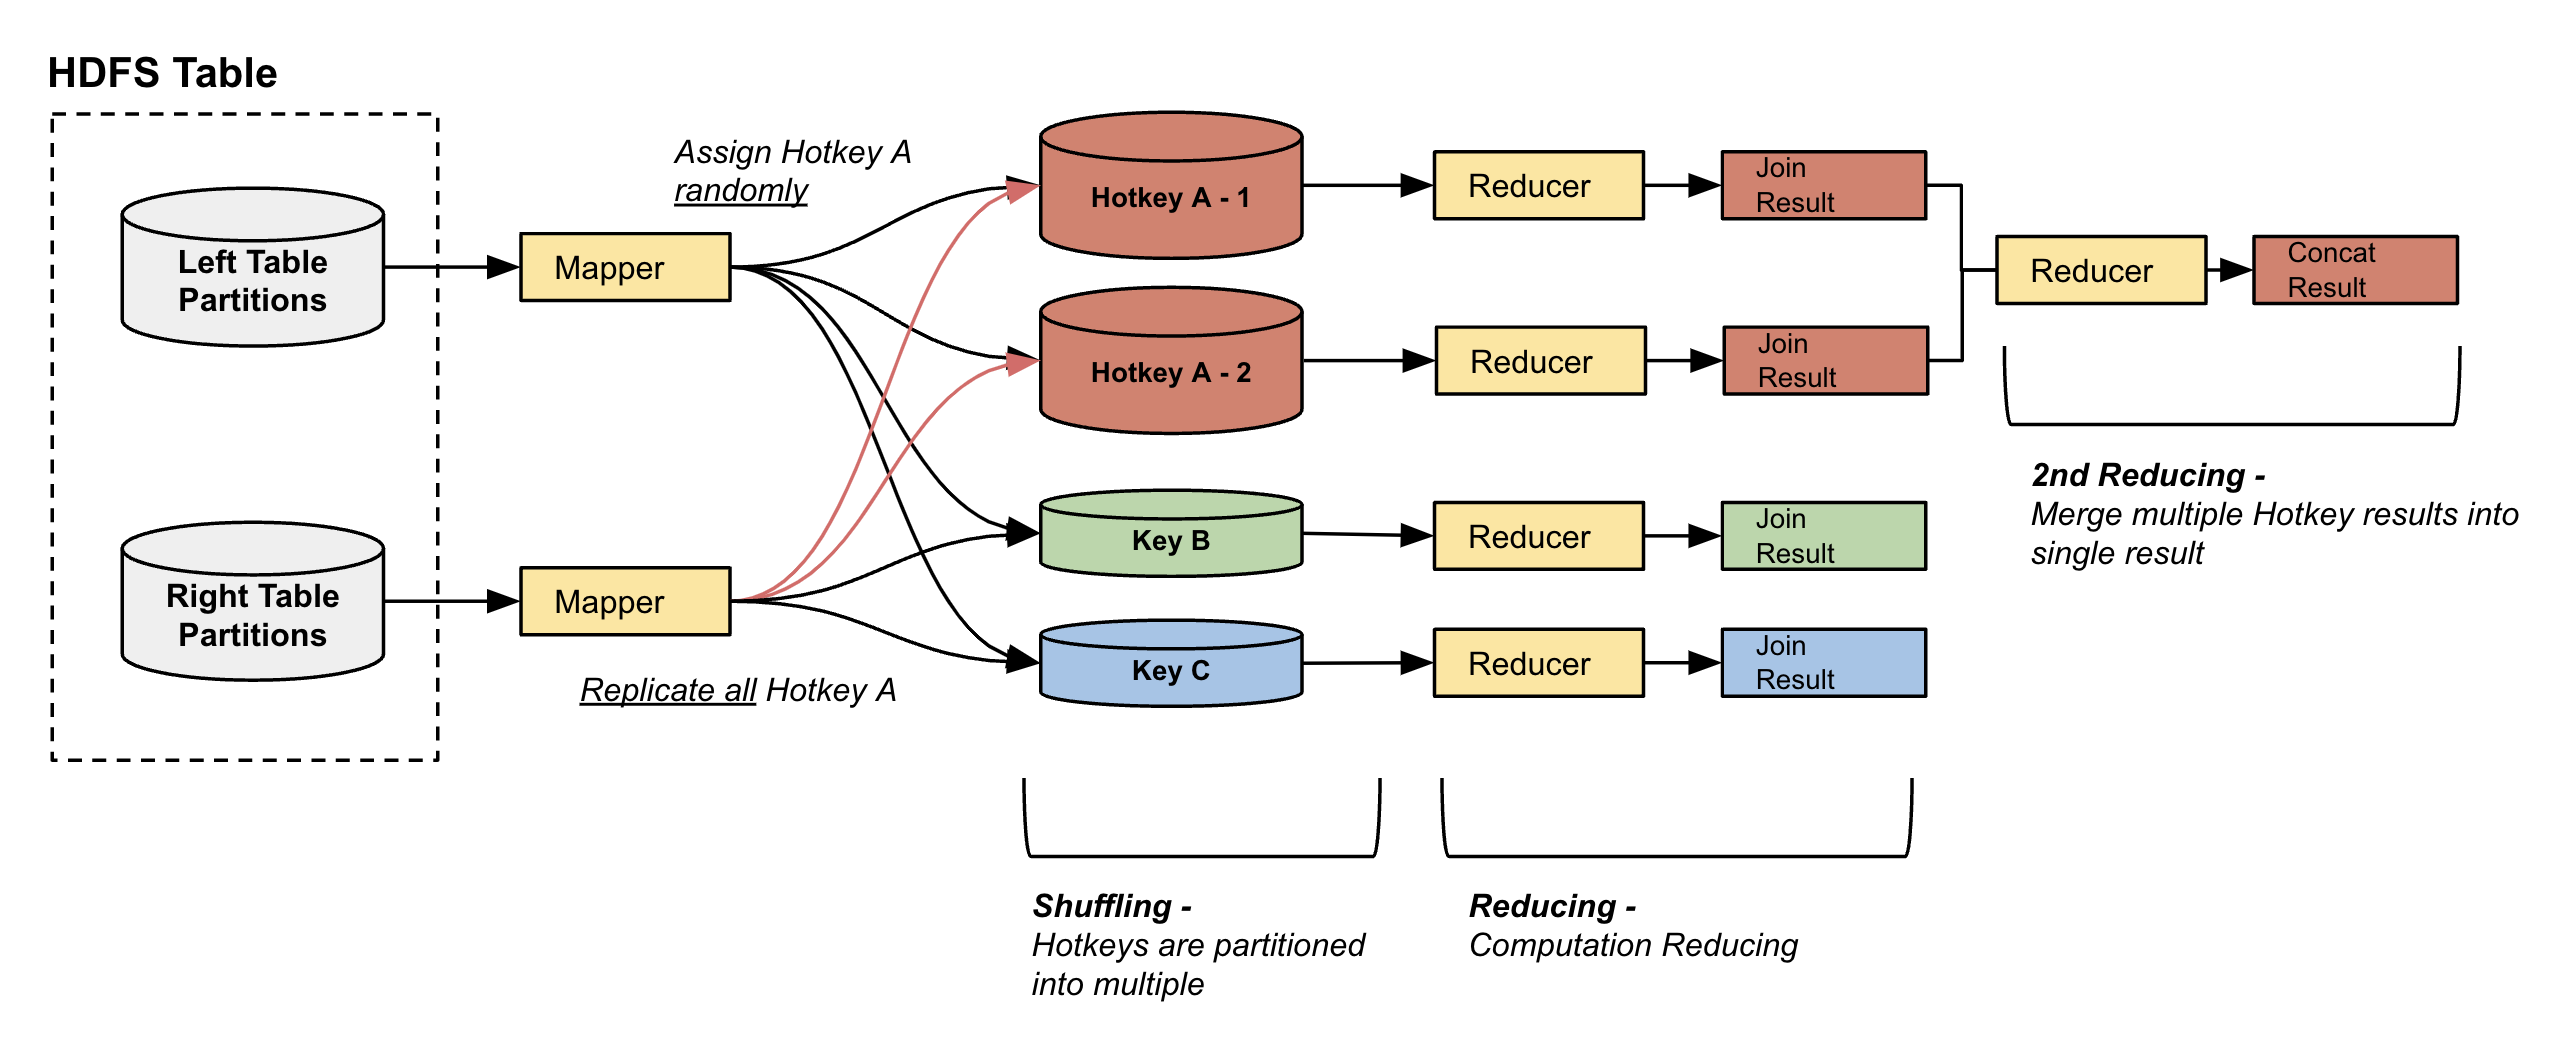 HDFS Table
Left Table
Partitions
Right Table
Partitions
Mapper
Mapper
Assign Hotkey A
randomly
Replicate all Hotkey A
Hotkey A - 1
Hotkey A - 2
Key B
Key C
Reducer
Reducer
Reducer
Reducer
Join
Result
Join
Result
Join
Result
Join
Result
Reducer
Concat
Result
2nd Reducing -
Merge multiple Hotkey results into
single result
Shuffling -
Hotkeys are partitioned
into multiple
Reducing -
Computation Reducing